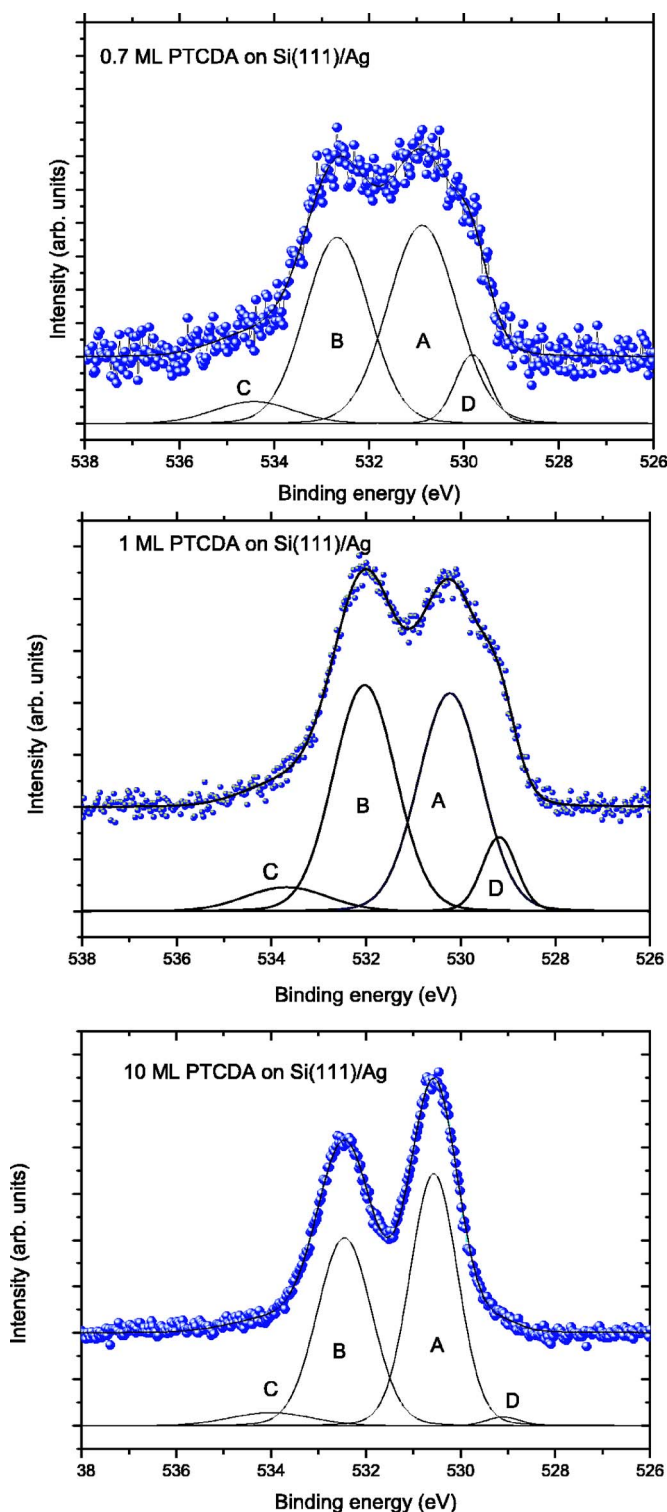 0.7 ML PTCDA on Si(111)/Ag
Intensity (arb. units)
C
B
A
D
538 536 534 532 530 528 526
Binding energy (eV)
1 ML PTCDA on Si(111)/Ag
Intensity (arb. units)
C
B
A
D
538 536 534 532 530 528 526
Binding energy (eV)
10 ML PTCDA on Si(111)/Ag
Intensity (arb. units)
C
B
A
D
38 536 534 532 530 528 526
Binding energy (eV)